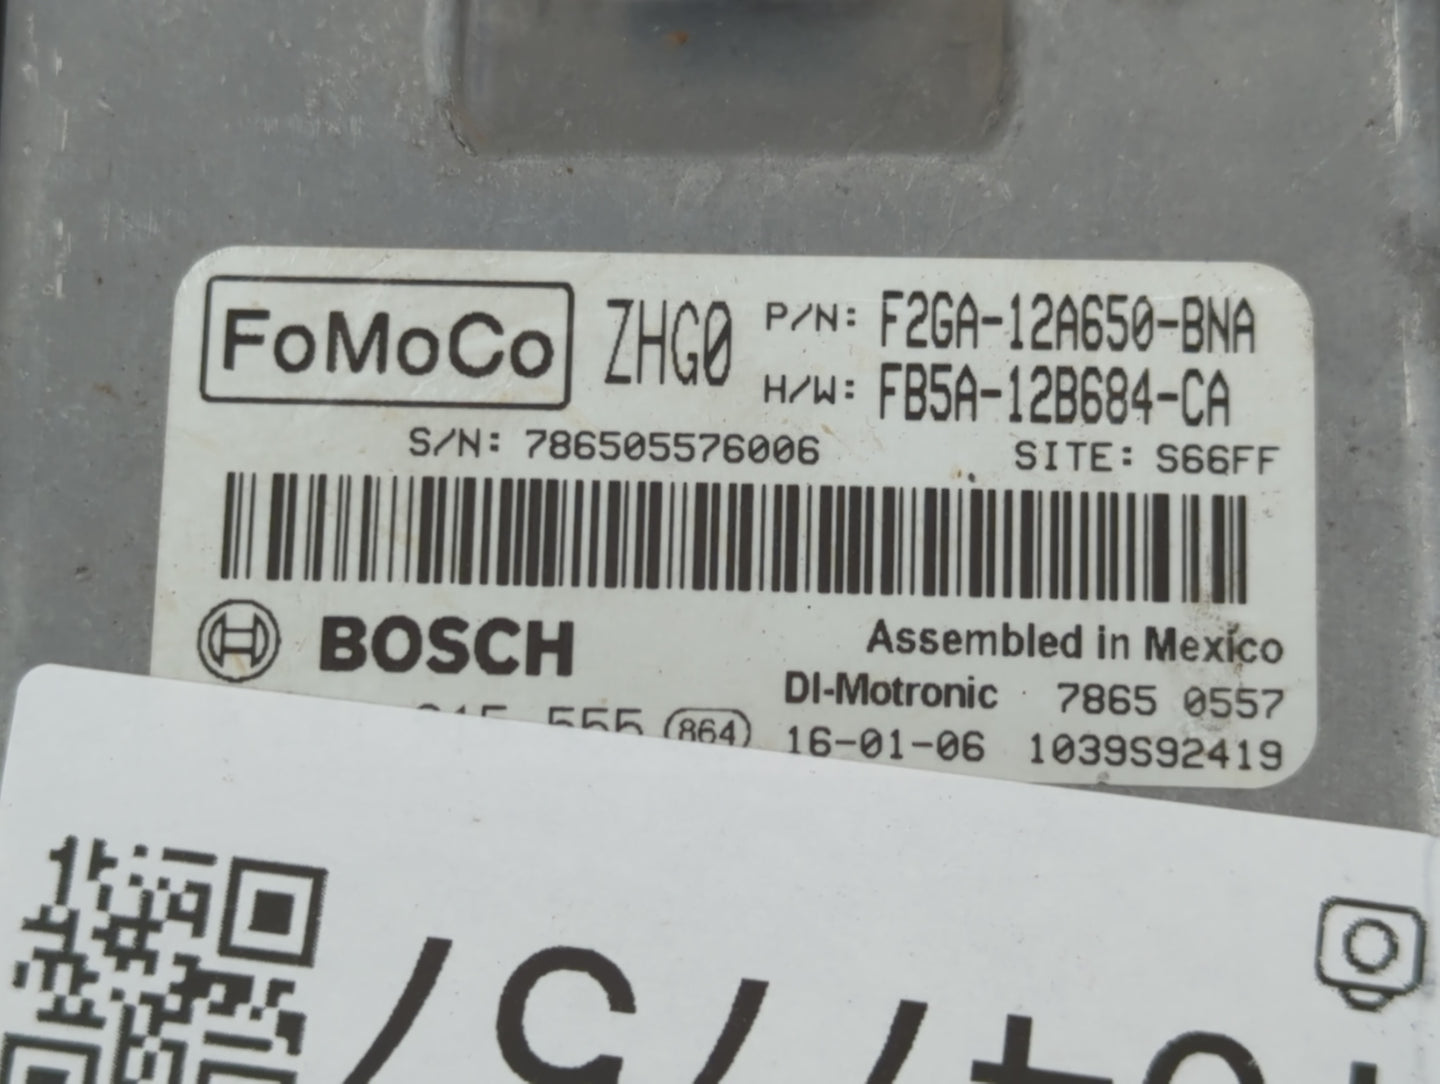 FoMoCo ZHG0 P/N: F2GA-12A650-BNA
H/W: FB5A-12B684-CA
S/N: 786505576006 SITE: S66FF
BOSCH Assembled in Mexico
DI-Motronic 7865 0557
555 864 16-01-06 1039S92419